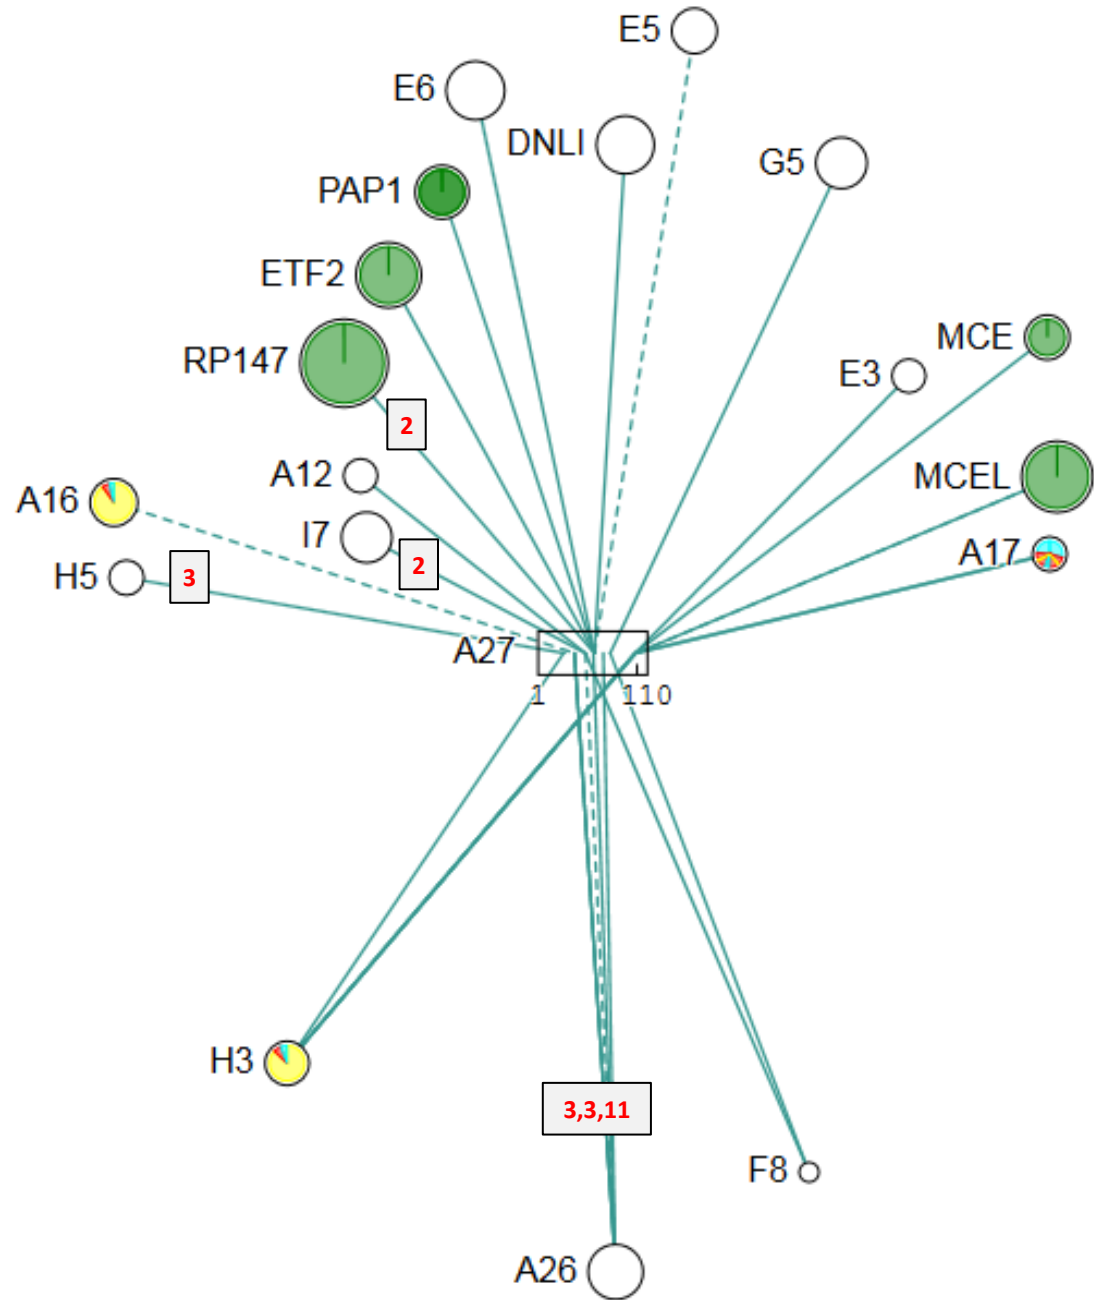 E5
E6
DNLI
G5
PAP1
ETF2
MCE
RP147
E3
2
A12
MCEL
A16
I7
A17
2
H5
3
A27
1
110
H3
3,3,11
F8
A26